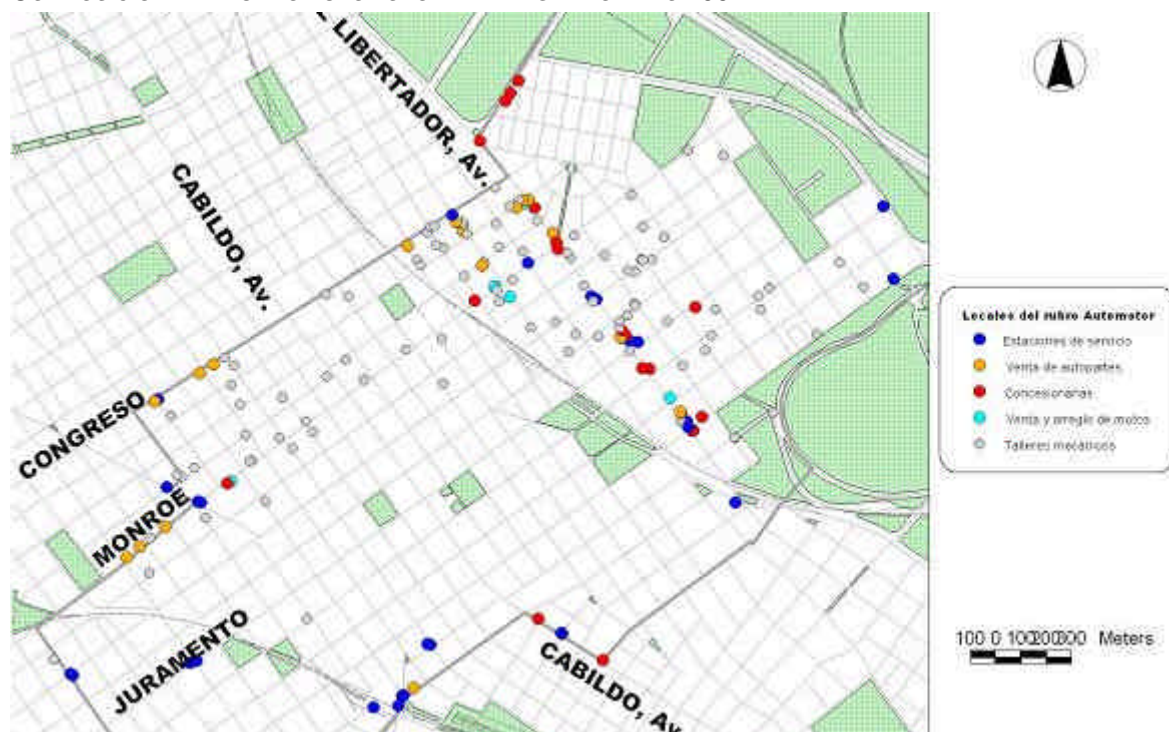 LIBERTADOR, Av.
CABILDO, Av.
CONGRESO
MONROE
JURAMENTO
CABILDO, Av
Locales del rubro Automotor
Estaciones de servicio
Venta de autopartes
Concesionarias
Venta y arreglo de motos
Talleres mecánicos
Meters